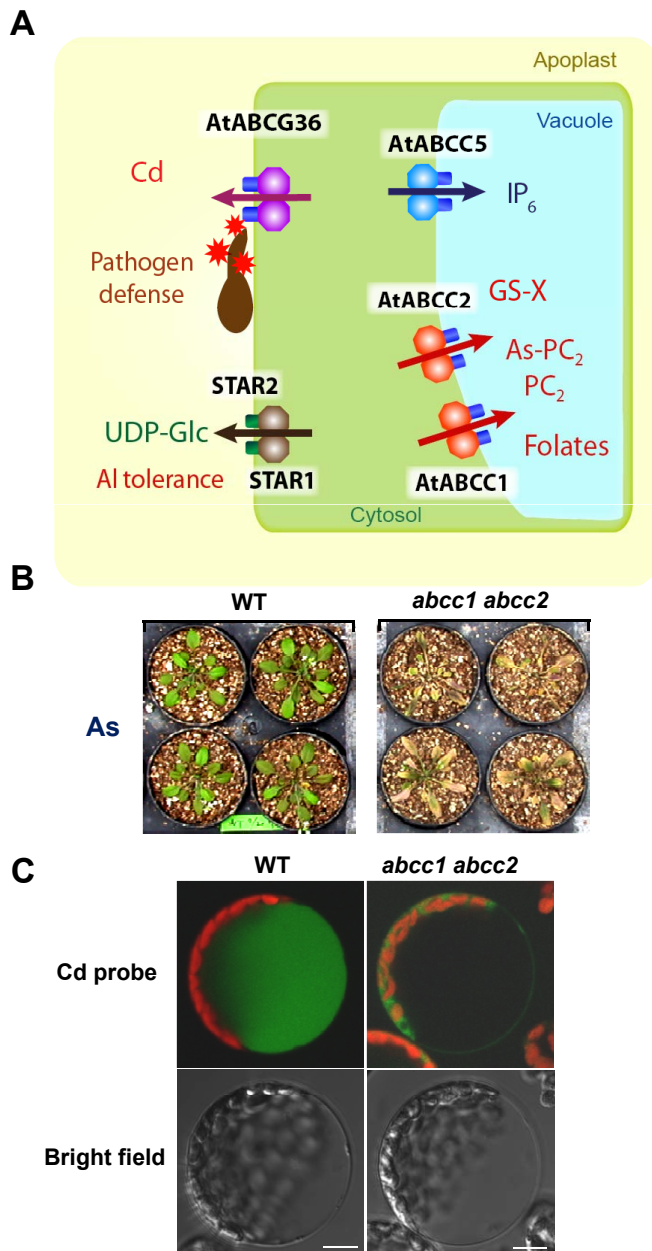 A
Apoplast
AtABCG36
AtABCC5
Vacuole
Cd
IP6
Pathogen
defense
AtABCC2
GS-X
As-PC2
PC2
STAR2
UDP-Glc
Folates
Al tolerance
STAR1
AtABCC1
Cytosol
B
WT
abcc1 abcc2
As
C
WT
abcc1 abcc2
Cd probe
Bright field